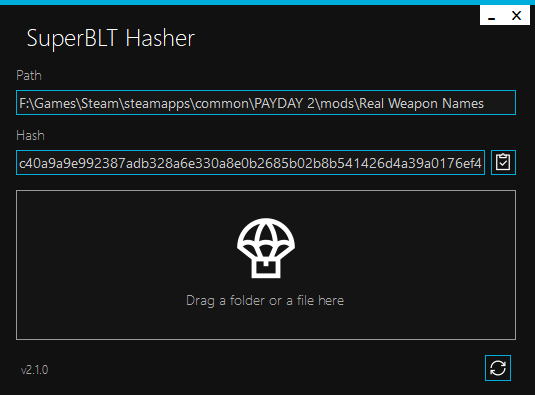 SuperBLT Hasher
Path
F:\Games\Steam\steamapps\common\PAYDAY 2\mods\Real Weapon Names
Hash
c40a9a9e992387adb328a6e330a8e0b2685b02b8b541426d4a39a0176ef4
Drag a folder or a file here
v2.1.0